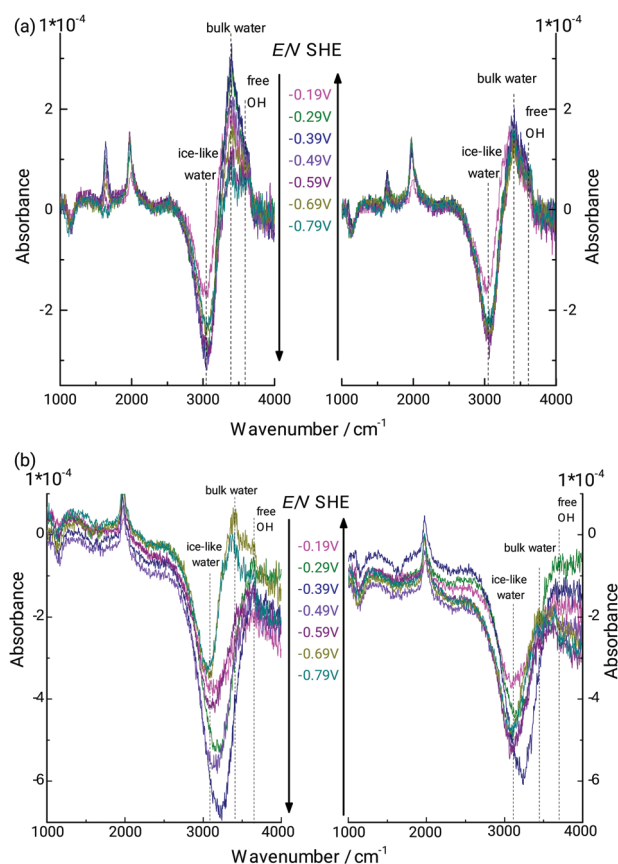 (a)
1*10⁻⁴
bulk water
1*10⁻⁴
E/V SHE
bulk water
free
OH
-0.19V
-0.29V
-0.39V
-0.49V
-0.59V
-0.69V
-0.79V
free
OH
ice-like
water
ice-like
water
Absorbance
2
0
-2
2
0
-2
Absorbance
1000 2000 3000 4000
1000 2000 3000 4000
Wavenumber / cm⁻¹
(b)
1*10⁻⁴
bulk water
1*10⁻⁴
E/V SHE
free
OH
free
OH
ice-like
water
-0.19V
-0.29V
-0.39V
-0.49V
-0.59V
-0.69V
-0.79V
bulk water
ice-like
water
Absorbance
0
-2
-4
-6
0
-2
-4
-6
Absorbance
1000 2000 3000 4000
1000 2000 3000 4000
Wavenumber / cm⁻¹